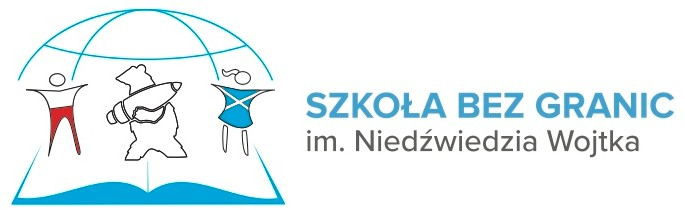 SZKOŁA BEZ GRANIC
im. Niedźwiedzia Wojtka